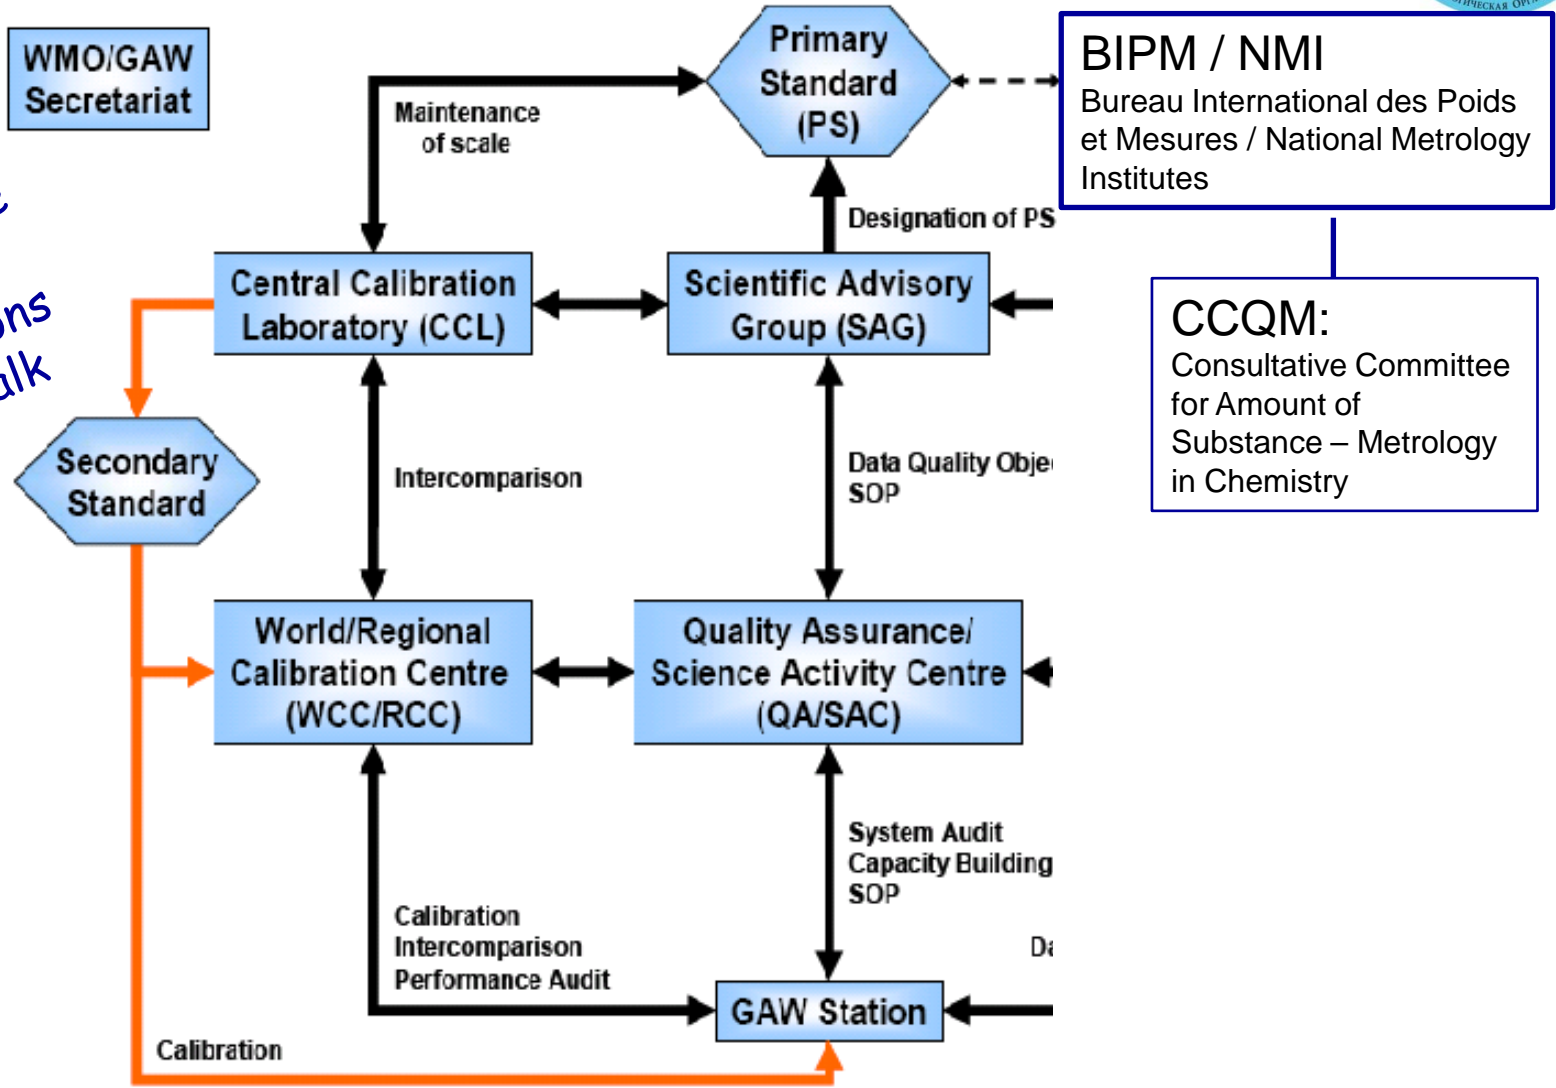 WMO/GAW
Secretariat
Primary
Standard
(PS)
BIPM / NMI
Bureau International des Poids
et Mesures / National Metrology
Institutes
Maintenance
of scale
Designation of PS
Central Calibration
Laboratory (CCL)
Scientific Advisory
Group (SAG)
CCQM:
Consultative Committee
for Amount of
Substance – Metrology
in Chemistry
Secondary
Standard
Intercomparison
Data Quality
SOP
World/Regional
Calibration Centre
(WCC/RCC)
Quality Assurance/
Science Activity Centre
(QA/SAC)
System Audit
Capacity Building
SOP
Calibration
Intercomparison
Performance Audit
GAW Station
Calibration